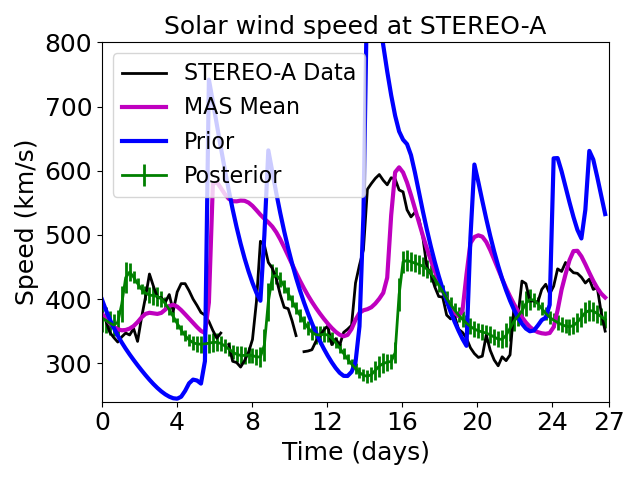 Solar wind speed at STEREO-A
Speed (km/s)
800
700
600
500
400
300
STEREO-A Data
MAS Mean
Prior
Posterior
0 4 8 12 16 20 24 27
Time (days)